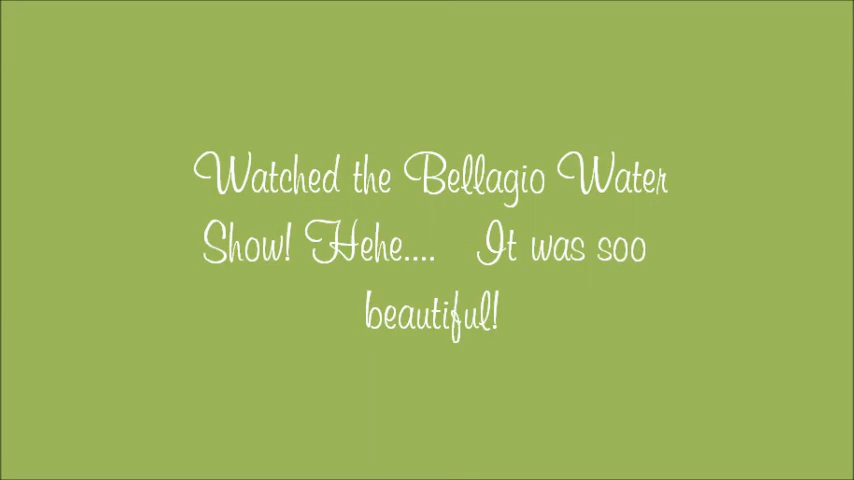 Watched the Bellagio Water
Show! Hehe.... It was soo
beautiful!